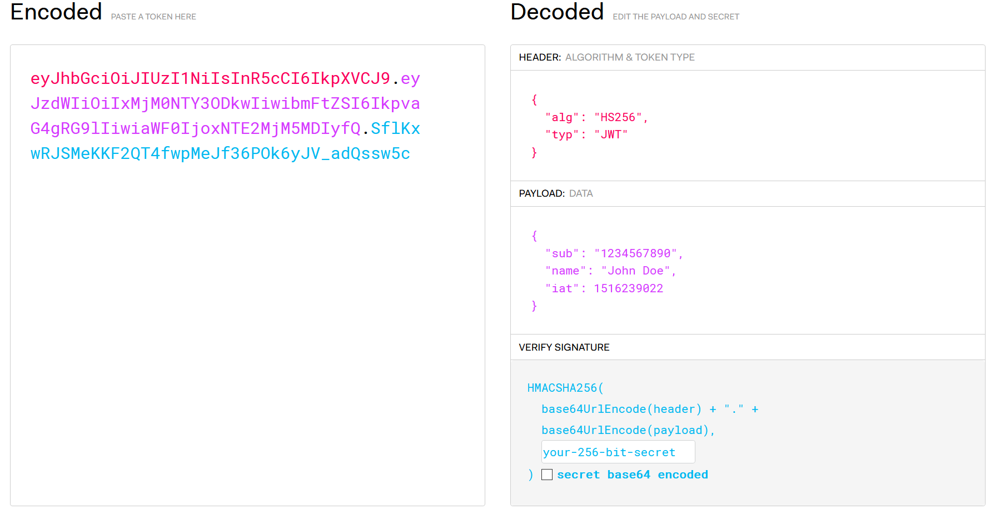 Encoded PASTE A TOKEN HERE
eyJhbGciOiJIUzI1NiIsInR5cCI6IkpXVCJ9.ey
JzdWIiOiIxMjM0NTY3ODkwIiwibmFtZSI6Ikpva
G4gRG9lIiwiaWF0IjoxNTE2MjM5MDIyfQ.SflKx
wRJSMeKKF2QT4fwpMeJf36POk6yJV_adQssw5c
Decoded EDIT THE PAYLOAD AND SECRET
HEADER: ALGORITHM & TOKEN TYPE
{
"alg": "HS256",
"typ": "JWT"
}
PAYLOAD: DATA
{
"sub": "1234567890",
"name": "John Doe",
"iat": 1516239022
}
VERIFY SIGNATURE
HMACSHA256(
base64UrlEncode(header) + "." +
base64UrlEncode(payload),
your-256-bit-secret
) secret base64 encoded